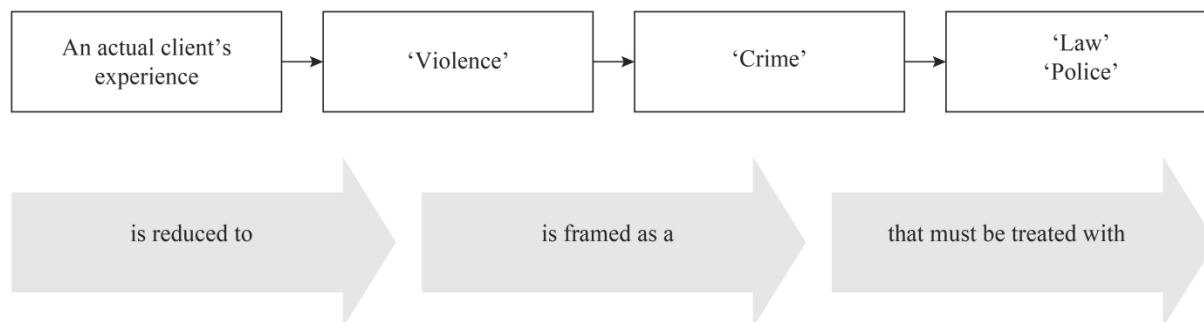 An actual client’s
experience
‘Violence’
‘Crime’
‘Law’
‘Police’
is reduced to
is framed as a
that must be treated with